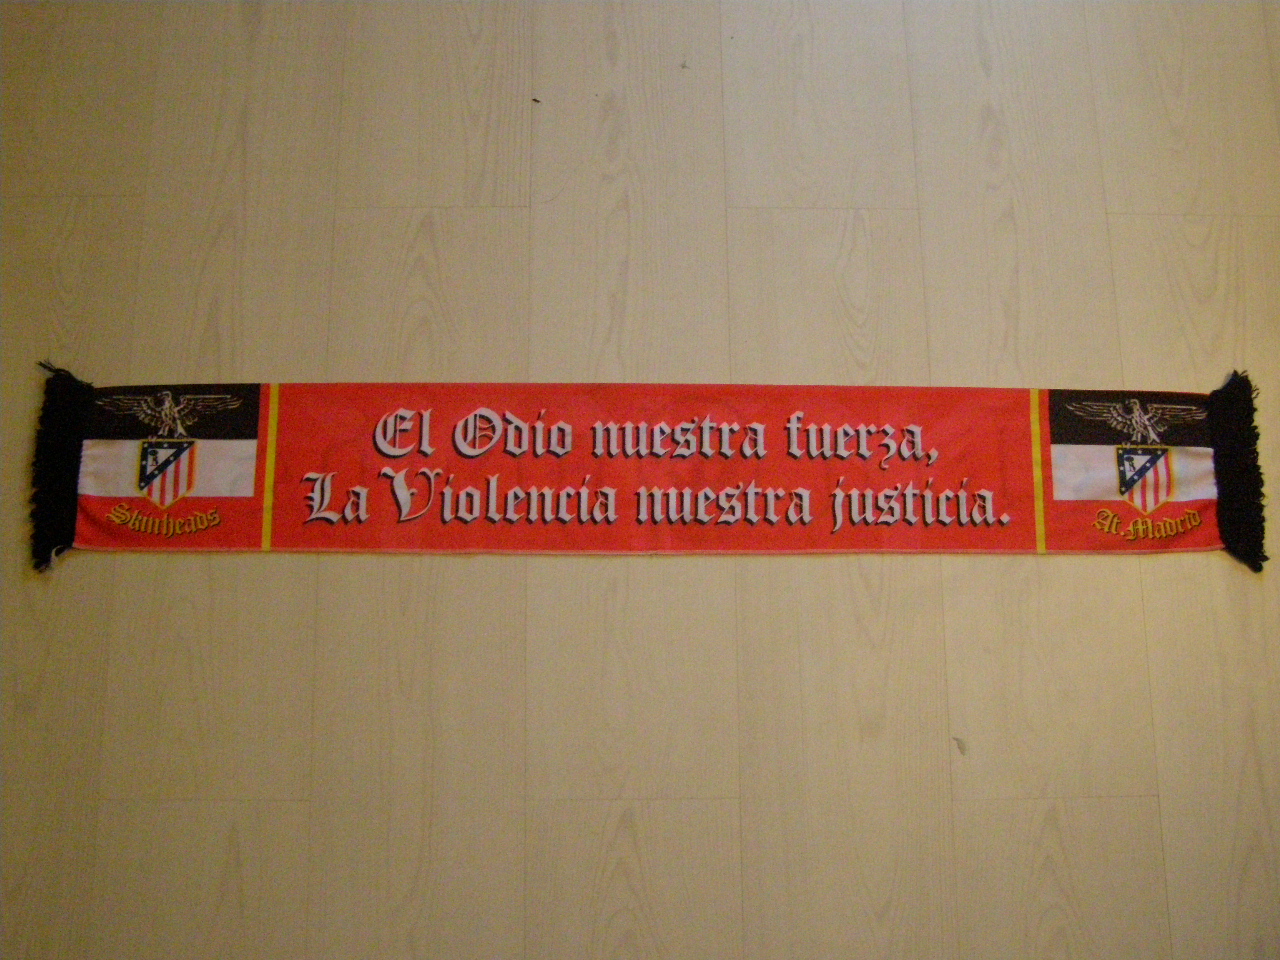 El Odio nuestra fuerza,
La Violencia nuestra justicia.
Skinheads
At. Madrid